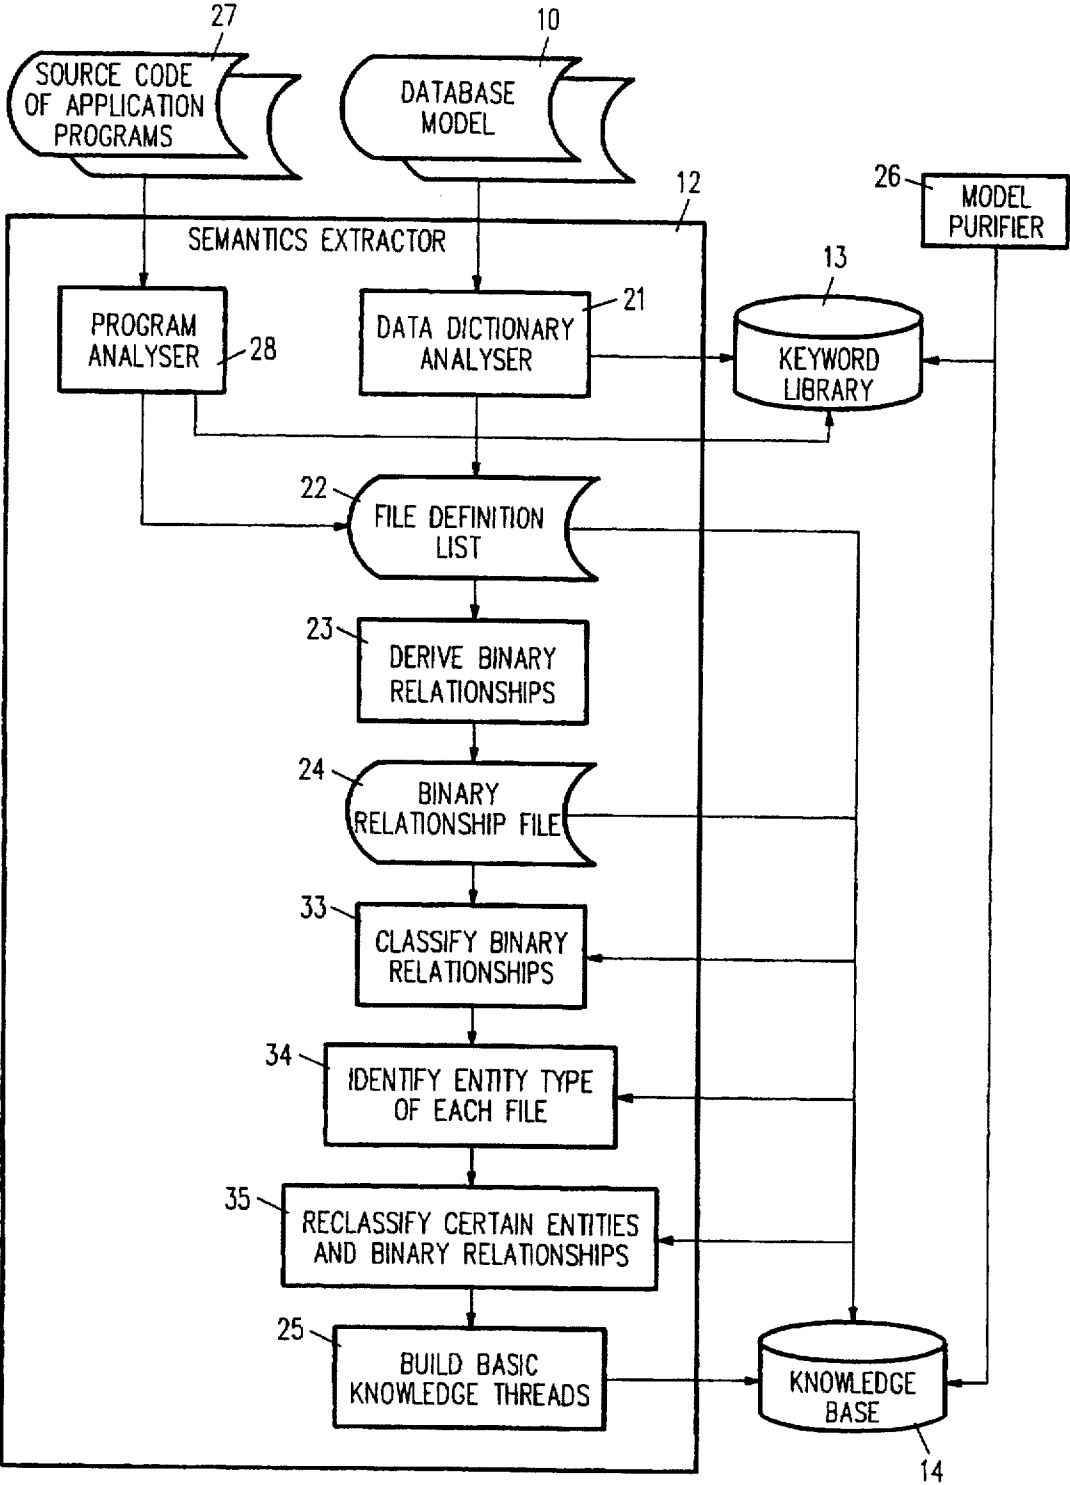 27
10
SOURCE CODE
OF APPLICATION
PROGRAMS
DATABASE
MODEL
12
26
MODEL
PURIFIER
SEMANTICS EXTRACTOR
13
PROGRAM
ANALYSER
28
DATA DICTIONARY
ANALYSER
21
KEYWORD
LIBRARY
22
FILE DEFINITION
LIST
23
DERIVE BINARY
RELATIONSHIPS
24
BINARY
RELATIONSHIP FILE
33
CLASSIFY BINARY
RELATIONSHIPS
34
IDENTIFY ENTITY TYPE
OF EACH FILE
35
RECLASSIFY CERTAIN ENTITIES
AND BINARY RELATIONSHIPS
25
BUILD BASIC
KNOWLEDGE THREADS
KNOWLEDGE
BASE
14